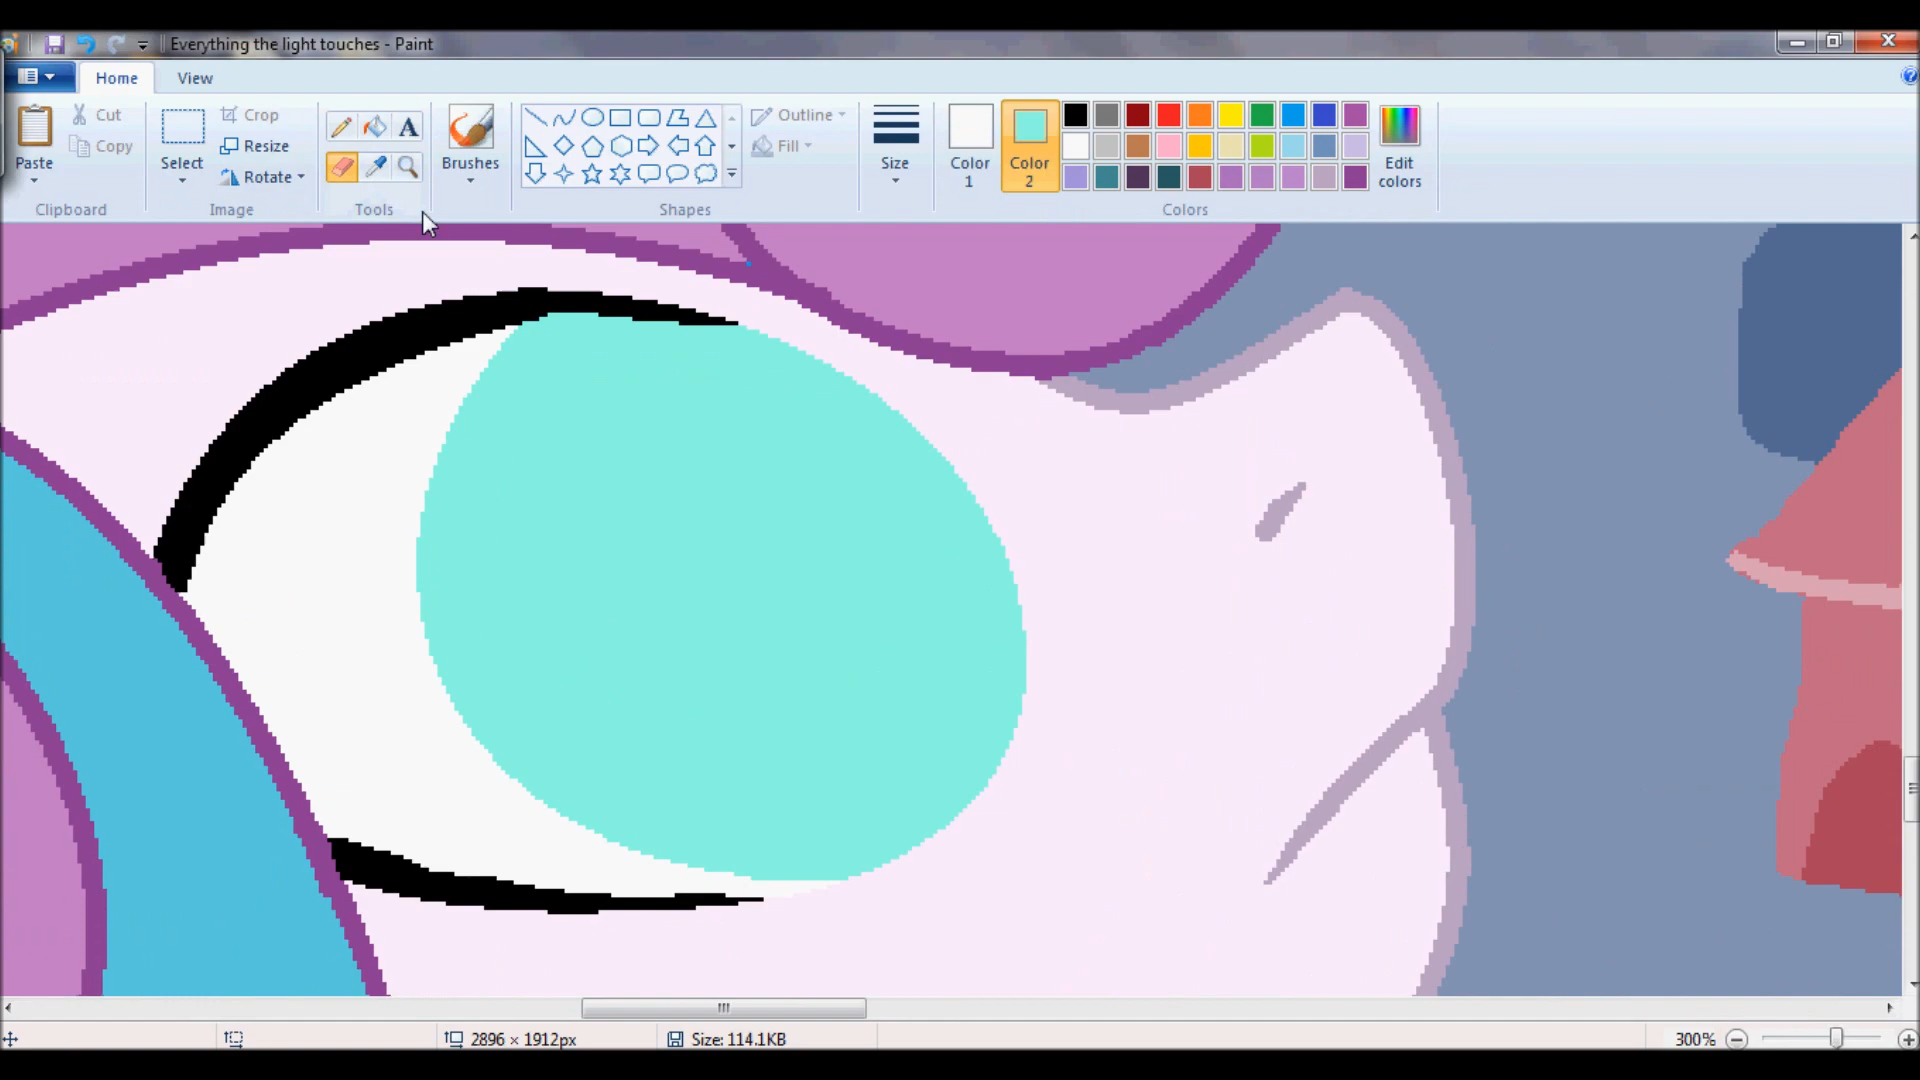 Everything the light touches - Paint
Home View
Cut Crop Outline
Copy Resize Fill
Paste Select Rotate A Brushes Size Color 1 Color 2 Edit colors
Clipboard Image Tools Shapes Colors
2896 × 1912px Size: 114.1KB 300%